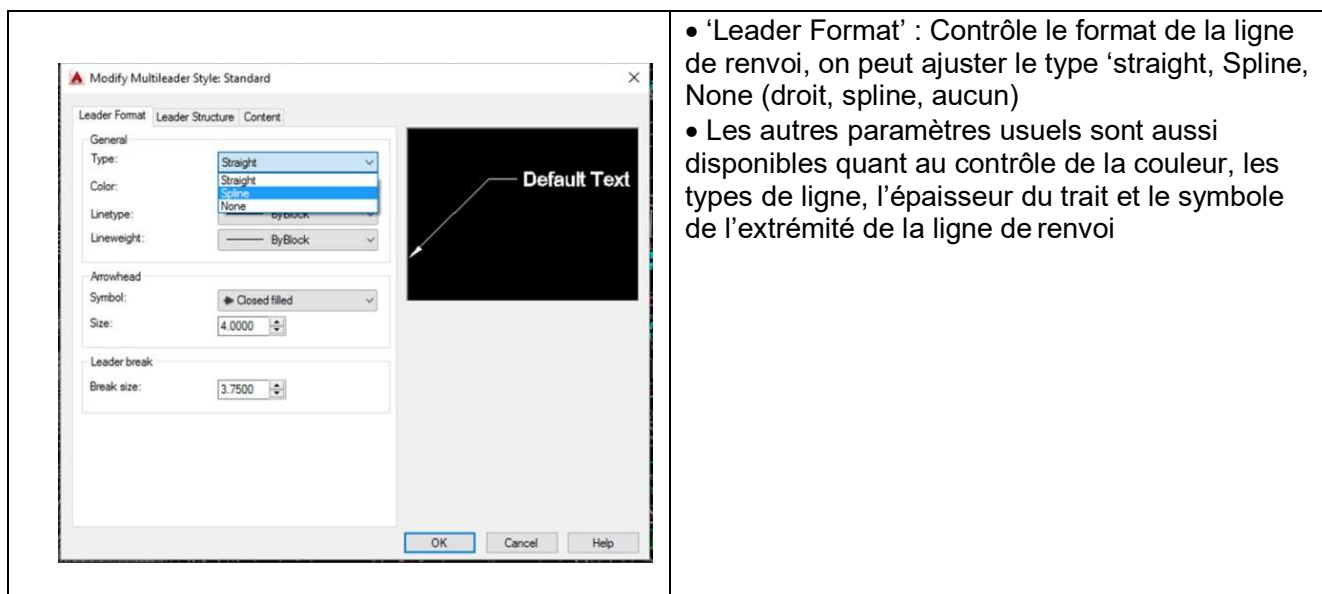 Modify Multileader Style: Standard
Leader Format Leader Structure Content
General
Type: Straight
Straight
Color: Spline
None
Linetype: ByBlock
Lineweight: ByBlock
Arrowhead
Symbol: Closed filled
Size: 4.0000
Leader break
Break size: 3.7500
Default Text
OK Cancel Help
• ‘Leader Format’ : Contrôle le format de la ligne
de renvoi, on peut ajuster le type ‘straight, Spline,
None (droit, spline, aucun)
• Les autres paramètres usuels sont aussi
disponibles quant au contrôle de la couleur, les
types de ligne, l’épaisseur du trait et le symbole
de l’extrémité de la ligne de renvoi